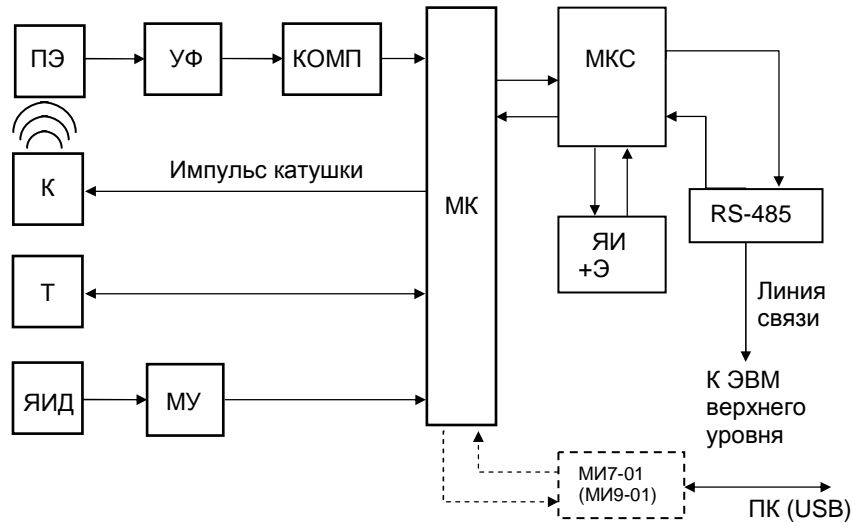 ПЭ
УФ
КОМП
МК
МКС
К
Импульс катушки
ЯИ
+Э
RS-485
Т
Линия
связи
ЯИД
МУ
К ЭВМ
верхнего
уровня
МИ7-01
(МИ9-01)
ПК (USB)